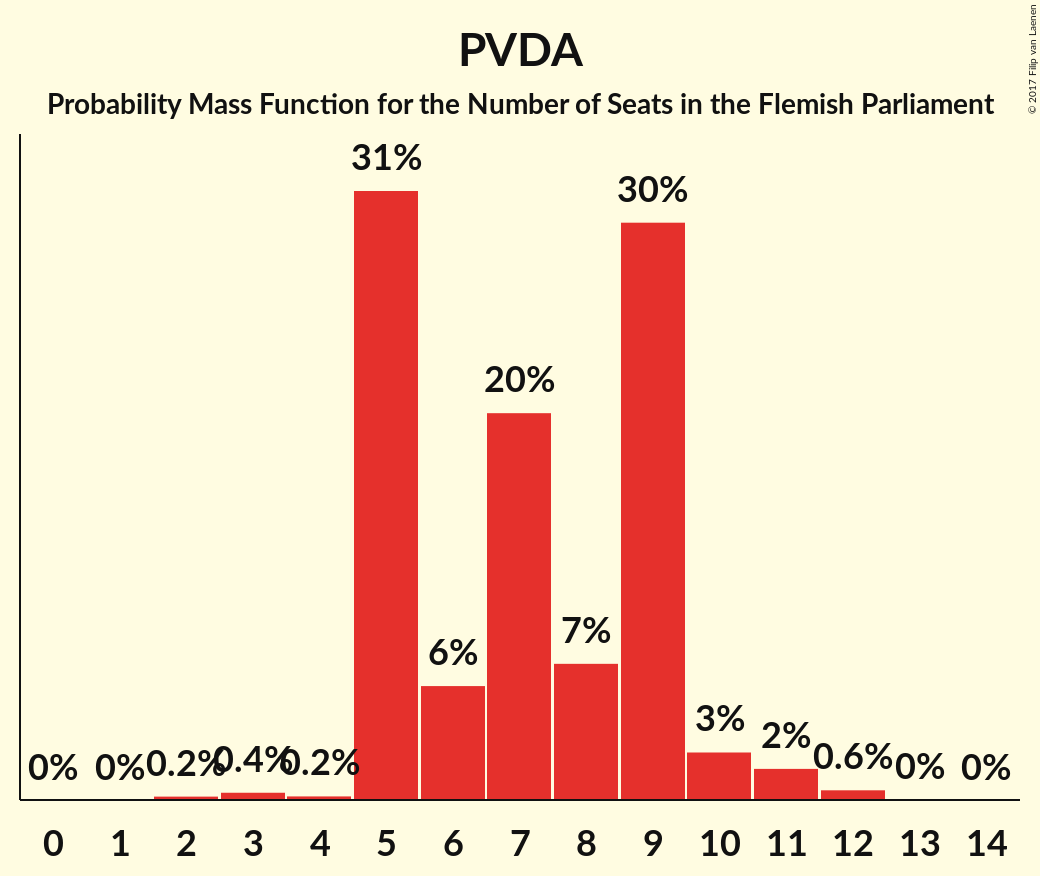 PVDA
Probability Mass Function for the Number of Seats in the Flemish Parliament
© 2017 Filip van Laenen
31%
30%
20%
7%
6%
3%
2%
0% 0% 0.2% 0.4% 0.2% 0.6% 0% 0%
0 1 2 3 4 5 6 7 8 9 10 11 12 13 14